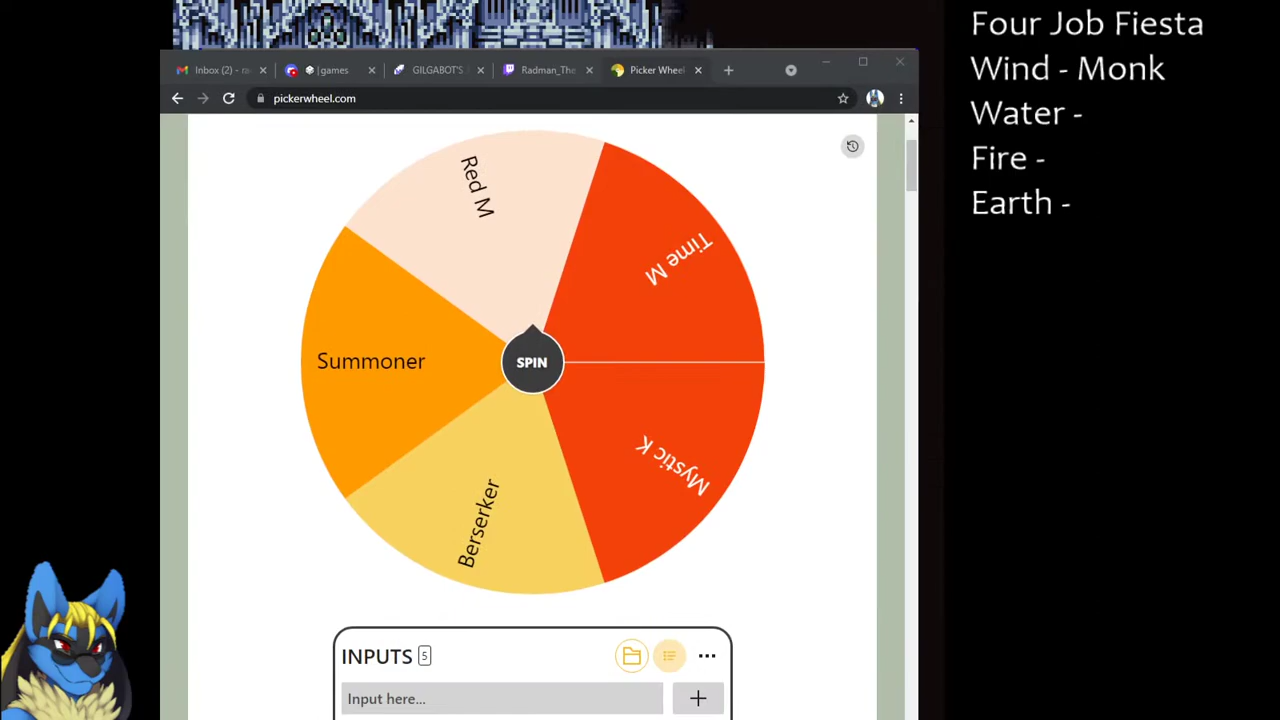 Inbox (2) - ra
| games
GILGABOT'S
Radman_The
Picker Wheel
pickerwheel.com
Red M
Time M
Summoner
SPIN
Mystic K
Berserker
INPUTS 5
Input here...
Four Job Fiesta
Wind - Monk
Water -
Fire -
Earth -